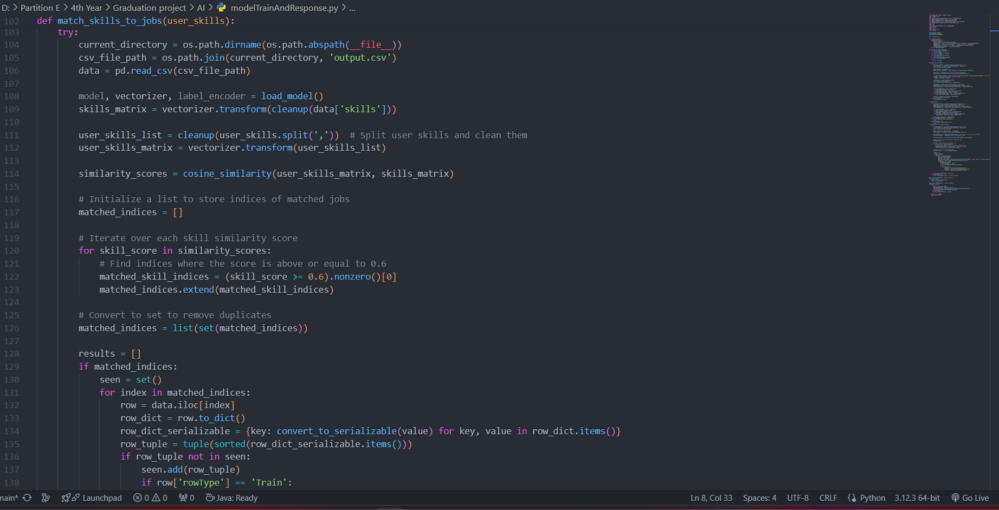 D: > Partition E > 4th Year > Graduation project > AI > modelTrainAndResponse.py > ...
102 def match_skills_to_jobs(user_skills):
103     try:
104         current_directory = os.path.dirname(os.path.abspath(__file__))
105         csv_file_path = os.path.join(current_directory, 'output.csv')
106         data = pd.read_csv(csv_file_path)
107
108         model, vectorizer, label_encoder = load_model()
109         skills_matrix = vectorizer.transform(cleanup(data['skills']))
110
111         user_skills_list = cleanup(user_skills.split(','))  # Split user skills and clean them
112         user_skills_matrix = vectorizer.transform(user_skills_list)
113
114         similarity_scores = cosine_similarity(user_skills_matrix, skills_matrix)
115
116         # Initialize a list to store indices of matched jobs
117         matched_indices = []
118
119         # Iterate over each skill similarity score
120         for skill_score in similarity_scores:
121             # Find indices where the score is above or equal to 0.6
122             matched_skill_indices = (skill_score >= 0.6).nonzero()[0]
123             matched_indices.extend(matched_skill_indices)
124
125         # Convert to set to remove duplicates
126         matched_indices = list(set(matched_indices))
127
128         results = []
129         if matched_indices:
130             seen = set()
131             for index in matched_indices:
132                 row = data.iloc[index]
133                 row_dict = row.to_dict()
134                 row_dict_serializable = {key: convert_to_serializable(value) for key, value in row_dict.items()}
135                 row_tuple = tuple(sorted(row_dict_serializable.items()))
136                 if row_tuple not in seen:
137                     seen.add(row_tuple)
138                     if row['rowType'] == 'Train':
main* Launchpad 0 0 0 Java: Ready Ln 8, Col 33 Spaces: 4 UTF-8 CRLF Python 3.12.3 64-bit Go Live